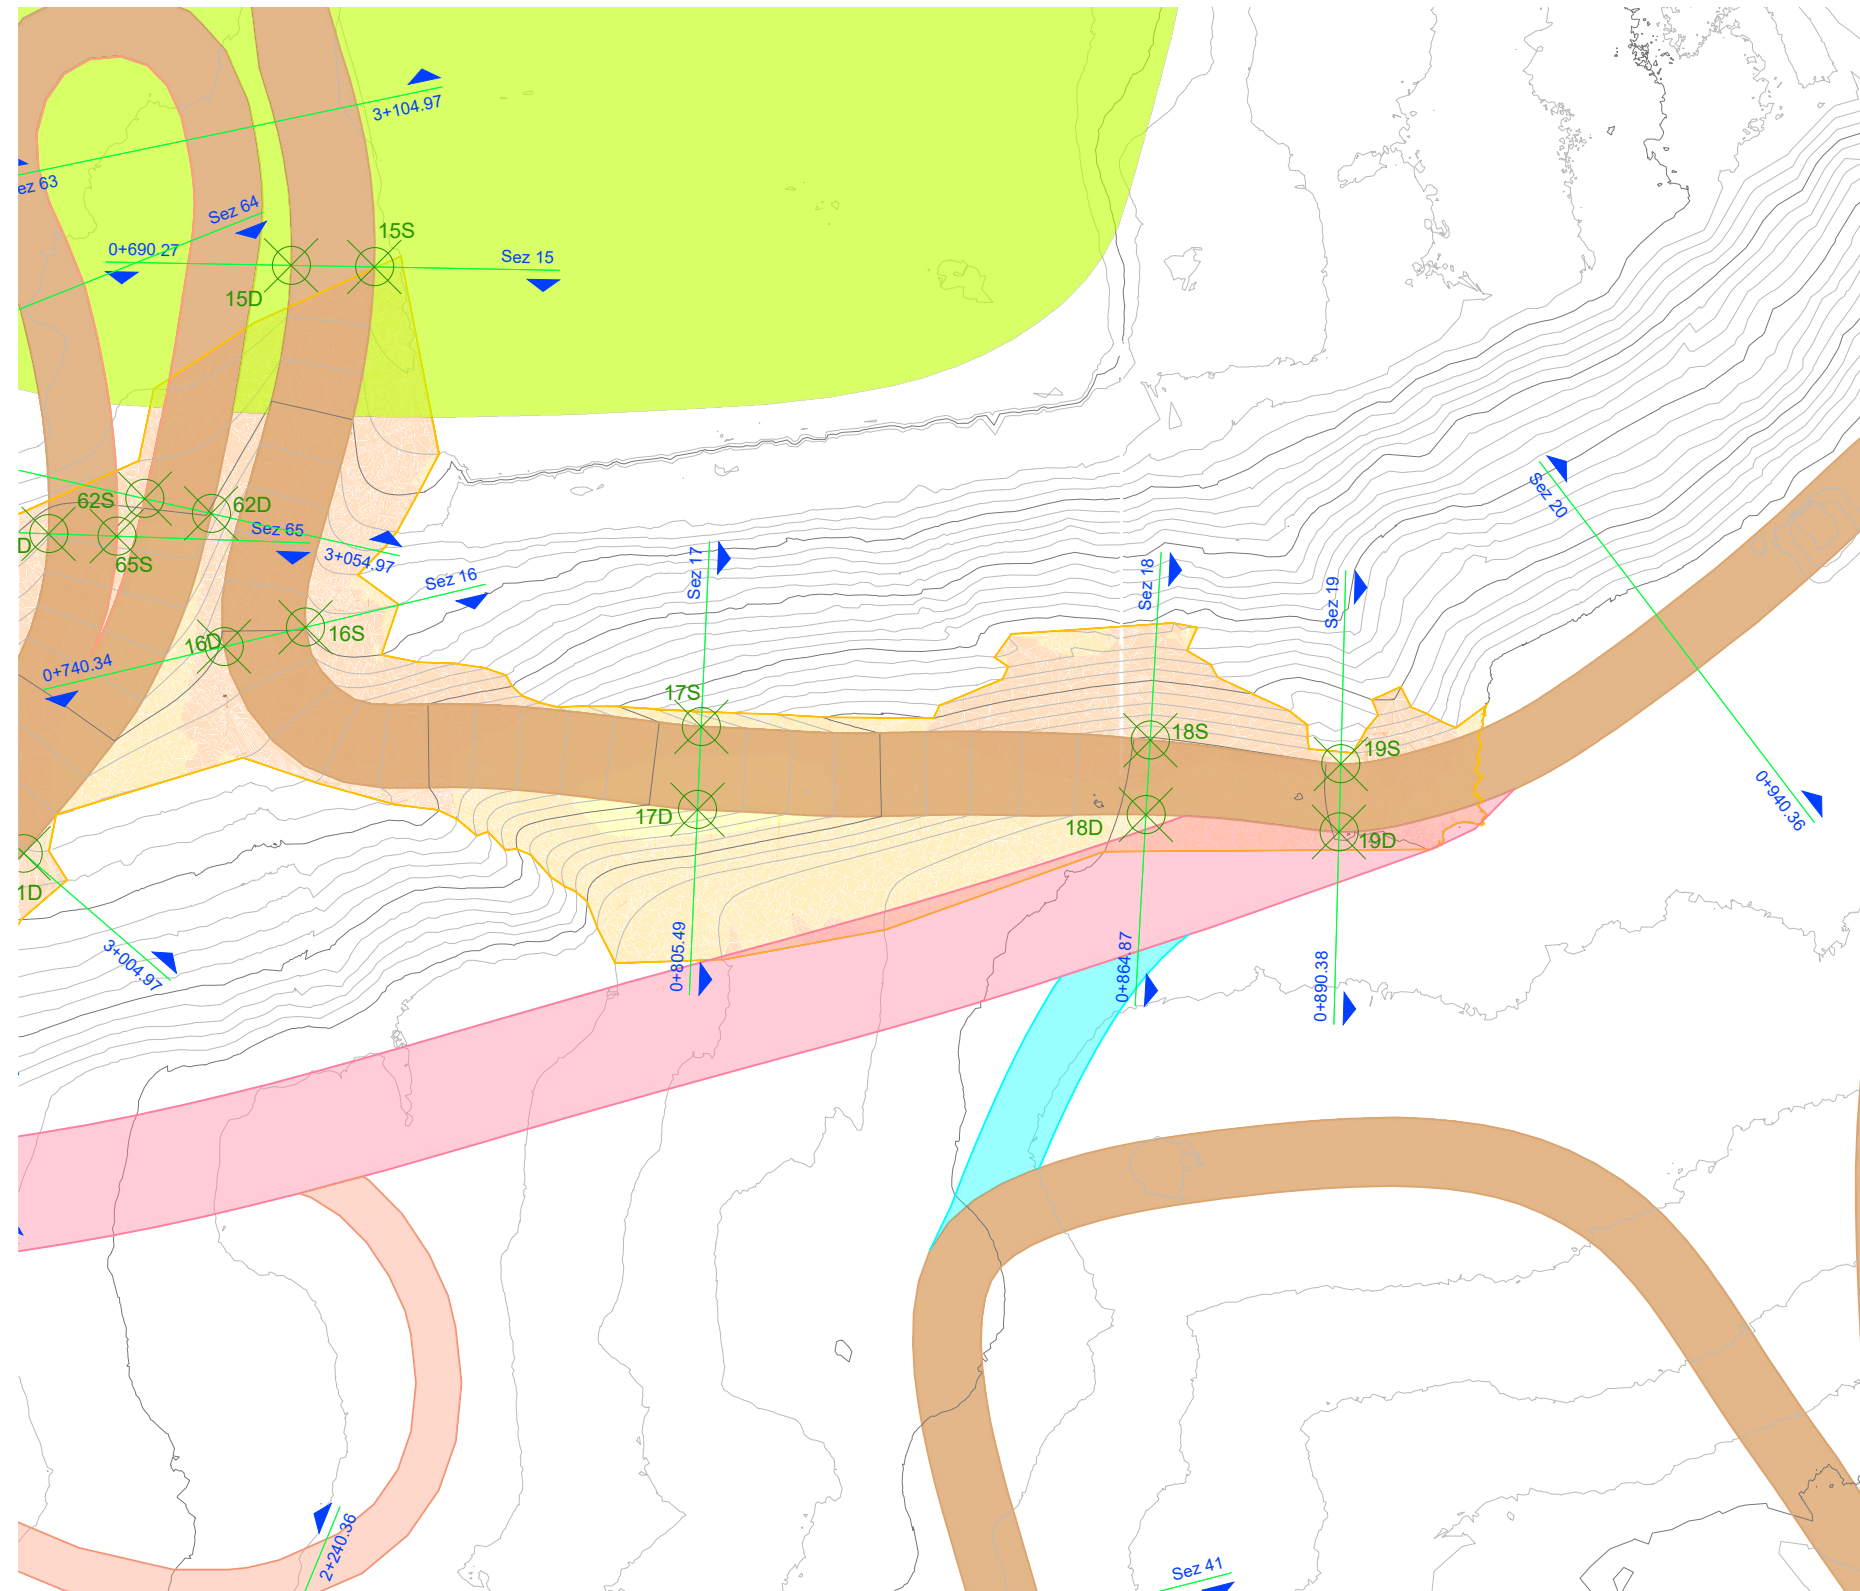 3+104.97
ez 63
Sez 64
15S
0+690.27
Sez 15
15D
62S
62D
Sez 65
D
65S
3+054.97
Sez 16
16D
16S
0+740.34
Sez 17
Sez 18
Sez 19
Sez 20
17S
18S
19S
17D
18D
19D
0+940.36
1D
3+004.97
0+805.49
0+864.87
0+890.38
2+240.36
Sez 41